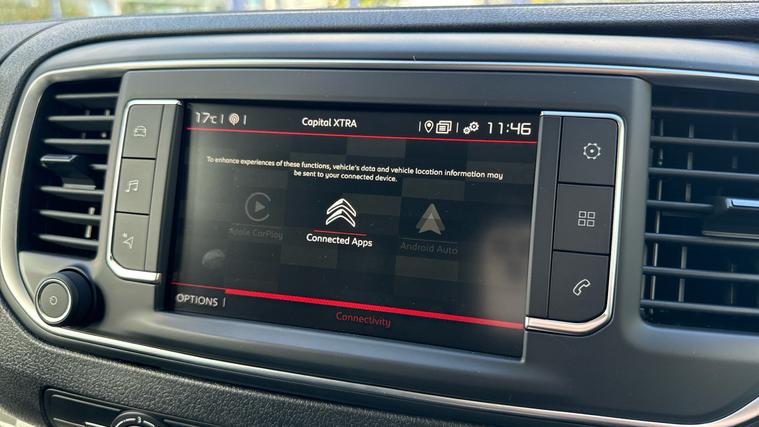 17°C Capital XTRA 11:46
To enhance experiences of these functions, vehicle's data and vehicle location information may
be sent to your connected device.
Apple CarPlay
Connected Apps
Android Auto
OPTIONS
Connectivity